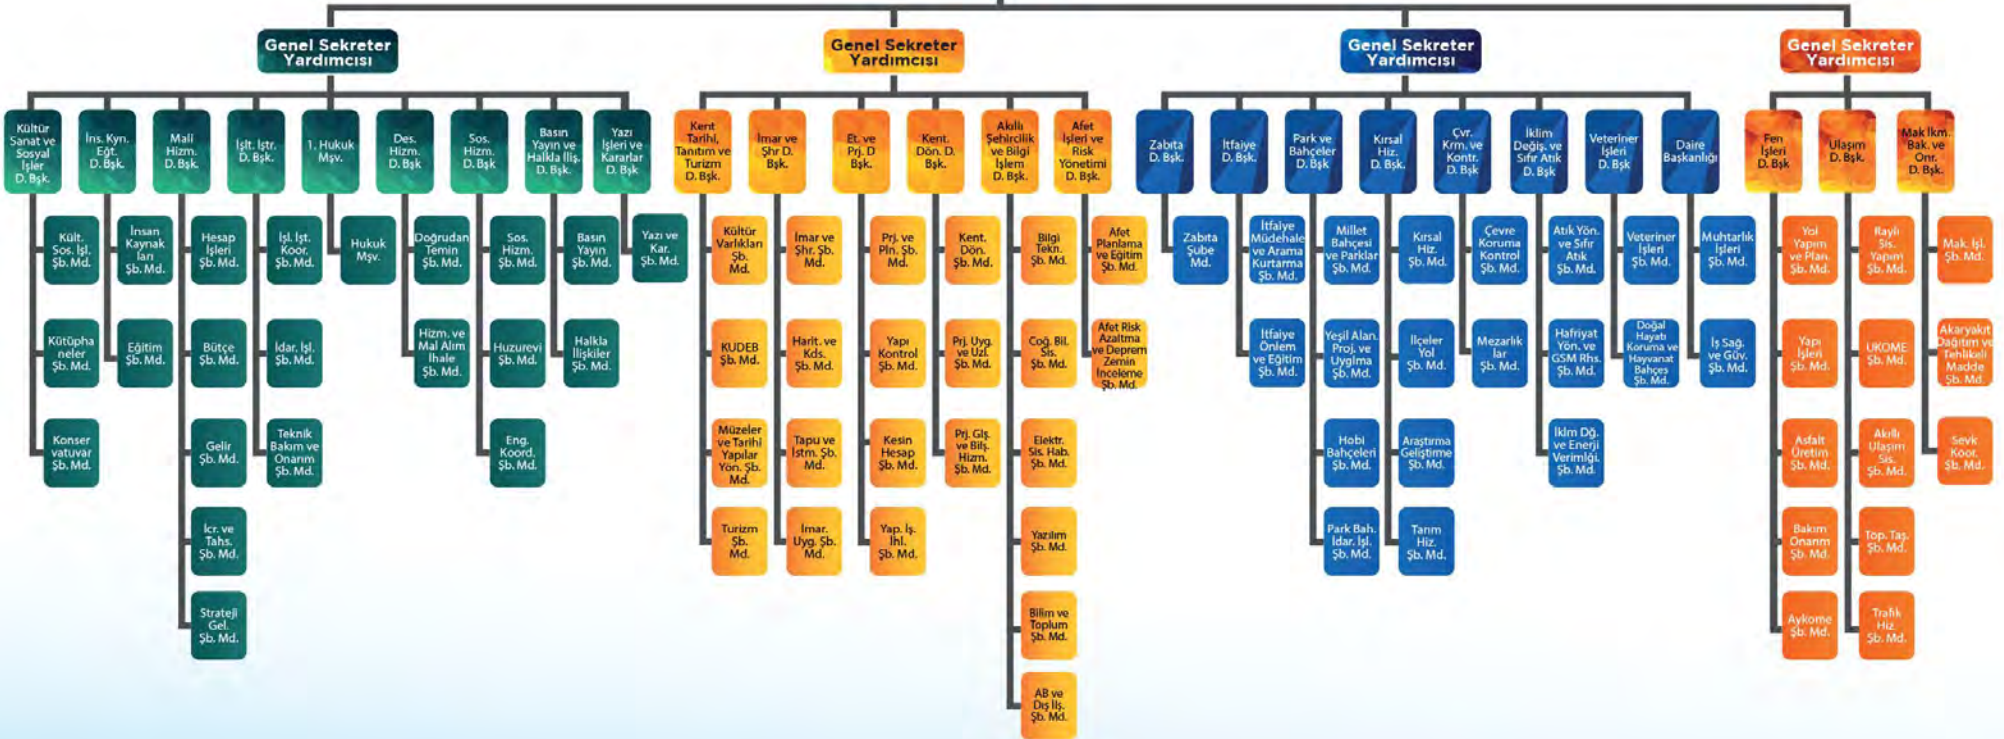 Genel Sekreter
Yardımcısı
Genel Sekreter
Yardımcısı
Genel Sekreter
Yardımcısı
Genel Sekreter
Yardımcısı
Kültür
Sanat ve
Sosyal
İşler
D. Bşk.
İns. Kyn.
Eğt.
D. Bşk.
Mali
Hizm.
D. Bşk.
İşlt. İştr.
D. Bşk.
1. Hukuk
Mşv.
Des.
Hizm.
D. Bşk.
Sos.
Hizm.
D. Bşk.
Basın
Yayın ve
Halkla İliş.
D. Bşk.
Yazı
İşleri ve
Kararlar
D. Bşk
Kent
Tarihi,
Tanıtım ve
Turizm
D. Bşk.
İmar ve
Şhr D.
Bşk.
Et. ve
Prj. D
Bşk.
Kent.
Dön. D.
Bşk.
Akıllı
Şehircilik
ve Bilgi
İşlem
D. Bşk.
Afet
İşleri ve
Risk
Yönetimi
D. Bşk.
Zabıta
D. Bşk.
İtfaiye
D. Bşk.
Park ve
Bahçeler
D. Bşk.
Kırsal
Hiz.
D. Bşk.
Çvr.
Krm. ve
Kontr.
D. Bşk
İklim
Değiş. ve
Sıfır Atık
D. Bşk
Veteriner
İşleri
D. Bşk.
Daire
Başkanlığı
Fen
İşleri
D. Bşk
Ulaşım
D. Bşk.
Mak İkm.
Bak. ve
Onr.
D. Bşk.
Kült.
Sos. İşl.
Şb. Md.
İnsan
Kaynak
ları
Şb. Md.
Hesap
İşleri
Şb. Md.
İşl. İşt.
Koor.
Şb. Md.
Hukuk
Mşv.
Doğrudan
Temin
Şb. Md.
Sos.
Hizm.
Şb. Md.
Basın
Yayın
Şb. Md.
Yazı ve
Kar.
Şb. Md.
Kültür
Varlıkları
Şb.
Md.
İmar ve
Şhr. Şb.
Md.
Prj. ve
Pln. Şb.
Md.
Kent.
Dön.
Şb. Md.
Bilgi
Tekn.
Şb. Md.
Afet
Planlama
ve Eğitim
Şb. Md.
Zabıta
Şube
Md.
İtfaiye
Müdehale
ve Arama
Kurtarma
Şb. Md.
Millet
Bahçesi
ve Parklar
Şb. Md.
Kırsal
Hiz.
Şb. Md.
Çevre
Koruma
Kontrol
Şb. Md.
Atık Yön.
ve Sıfır
Atık
Şb. Md.
Veteriner
İşleri
Şb. Md.
Muhtarlık
İşleri
Şb. Md.
Yol
Yapım
ve Plan.
Şb. Md.
Raylı
Sis.
Yapım
Şb. Md.
Mak. İşl.
Şb. Md.
Kütüpha
neler
Şb. Md.
Eğitim
Şb. Md.
Bütçe
Şb. Md.
İdar. İşl.
Şb. Md.
Hizm. ve
Mal Alım
İhale
Şb. Md.
Huzurevi
Şb. Md.
Halkla
İlişkiler
Şb. Md.
KUDEB
Şb. Md.
Harit. ve
Kds.
Şb. Md.
Yapı
Kontrol
Şb. Md.
Prj. Uyg.
ve Uzl.
Şb. Md.
Coğ. Bil.
Sis.
Şb. Md.
Afet Risk
Azaltma
ve Deprem
Zemin
İnceleme
Şb. Md.
İtfaiye
Önlem
ve Eğitim
Şb. Md.
Yeşil Alan.
Proj. ve
Uyglma
Şb. Md.
İlçeler
Yol
Şb. Md.
Mezarlık
lar
Şb. Md.
Hafriyat
Yön. ve
GSM Rhs.
Şb. Md.
Doğal
Hayatı
Koruma ve
Hayvanat
Bahçes
Şb. Md.
İş Sağ.
ve Güv.
Şb. Md.
Yapı
İşleri
Şb. Md.
UKOME
Şb. Md.
Akaryakıt
Dağıtım ve
Tehlikeli
Madde
Şb. Md.
Konser
vatuvar
Şb. Md.
Gelir
Şb. Md.
Teknik
Bakım ve
Onarım
Şb. Md.
Eng.
Koord.
Şb. Md.
Müzeler
ve Tarihi
Yapılar
Yön. Şb.
Md.
Tapu ve
İstm. Şb.
Md.
Kesin
Hesap
Şb. Md.
Prj. Glş.
ve Bilş.
Hizm.
Şb. Md.
Elektr.
Sis. Hab.
Şb. Md.
Hobi
Bahçeleri
Şb. Md.
Araştırma
Geliştirme
Şb. Md.
İklm Dğ.
ve Enerji
Verimlği.
Şb. Md.
Asfalt
Üretim
Şb. Md.
Akıllı
Ulaşım
Sis.
Şb. Md.
Sevk
Koor.
Şb. Md.
İcr. ve
Tahs.
Şb. Md.
Turizm
Şb.
Md.
İmar.
Uyg. Şb.
Md.
Yap. İş.
İhl.
Şb. Md.
Yazılım
Şb. Md.
Park Bah.
İdar. İşl.
Şb. Md.
Tarım
Hiz.
Şb. Md.
Bakım
Onarım
Şb. Md.
Top. Taş.
Şb. Md.
Strateji
Gel.
Şb. Md.
Bilim ve
Toplum
Şb. Md.
Aykome
Şb. Md.
Trafik
Hiz.
Şb. Md.
AB ve
Dış İlş.
Şb. Md.